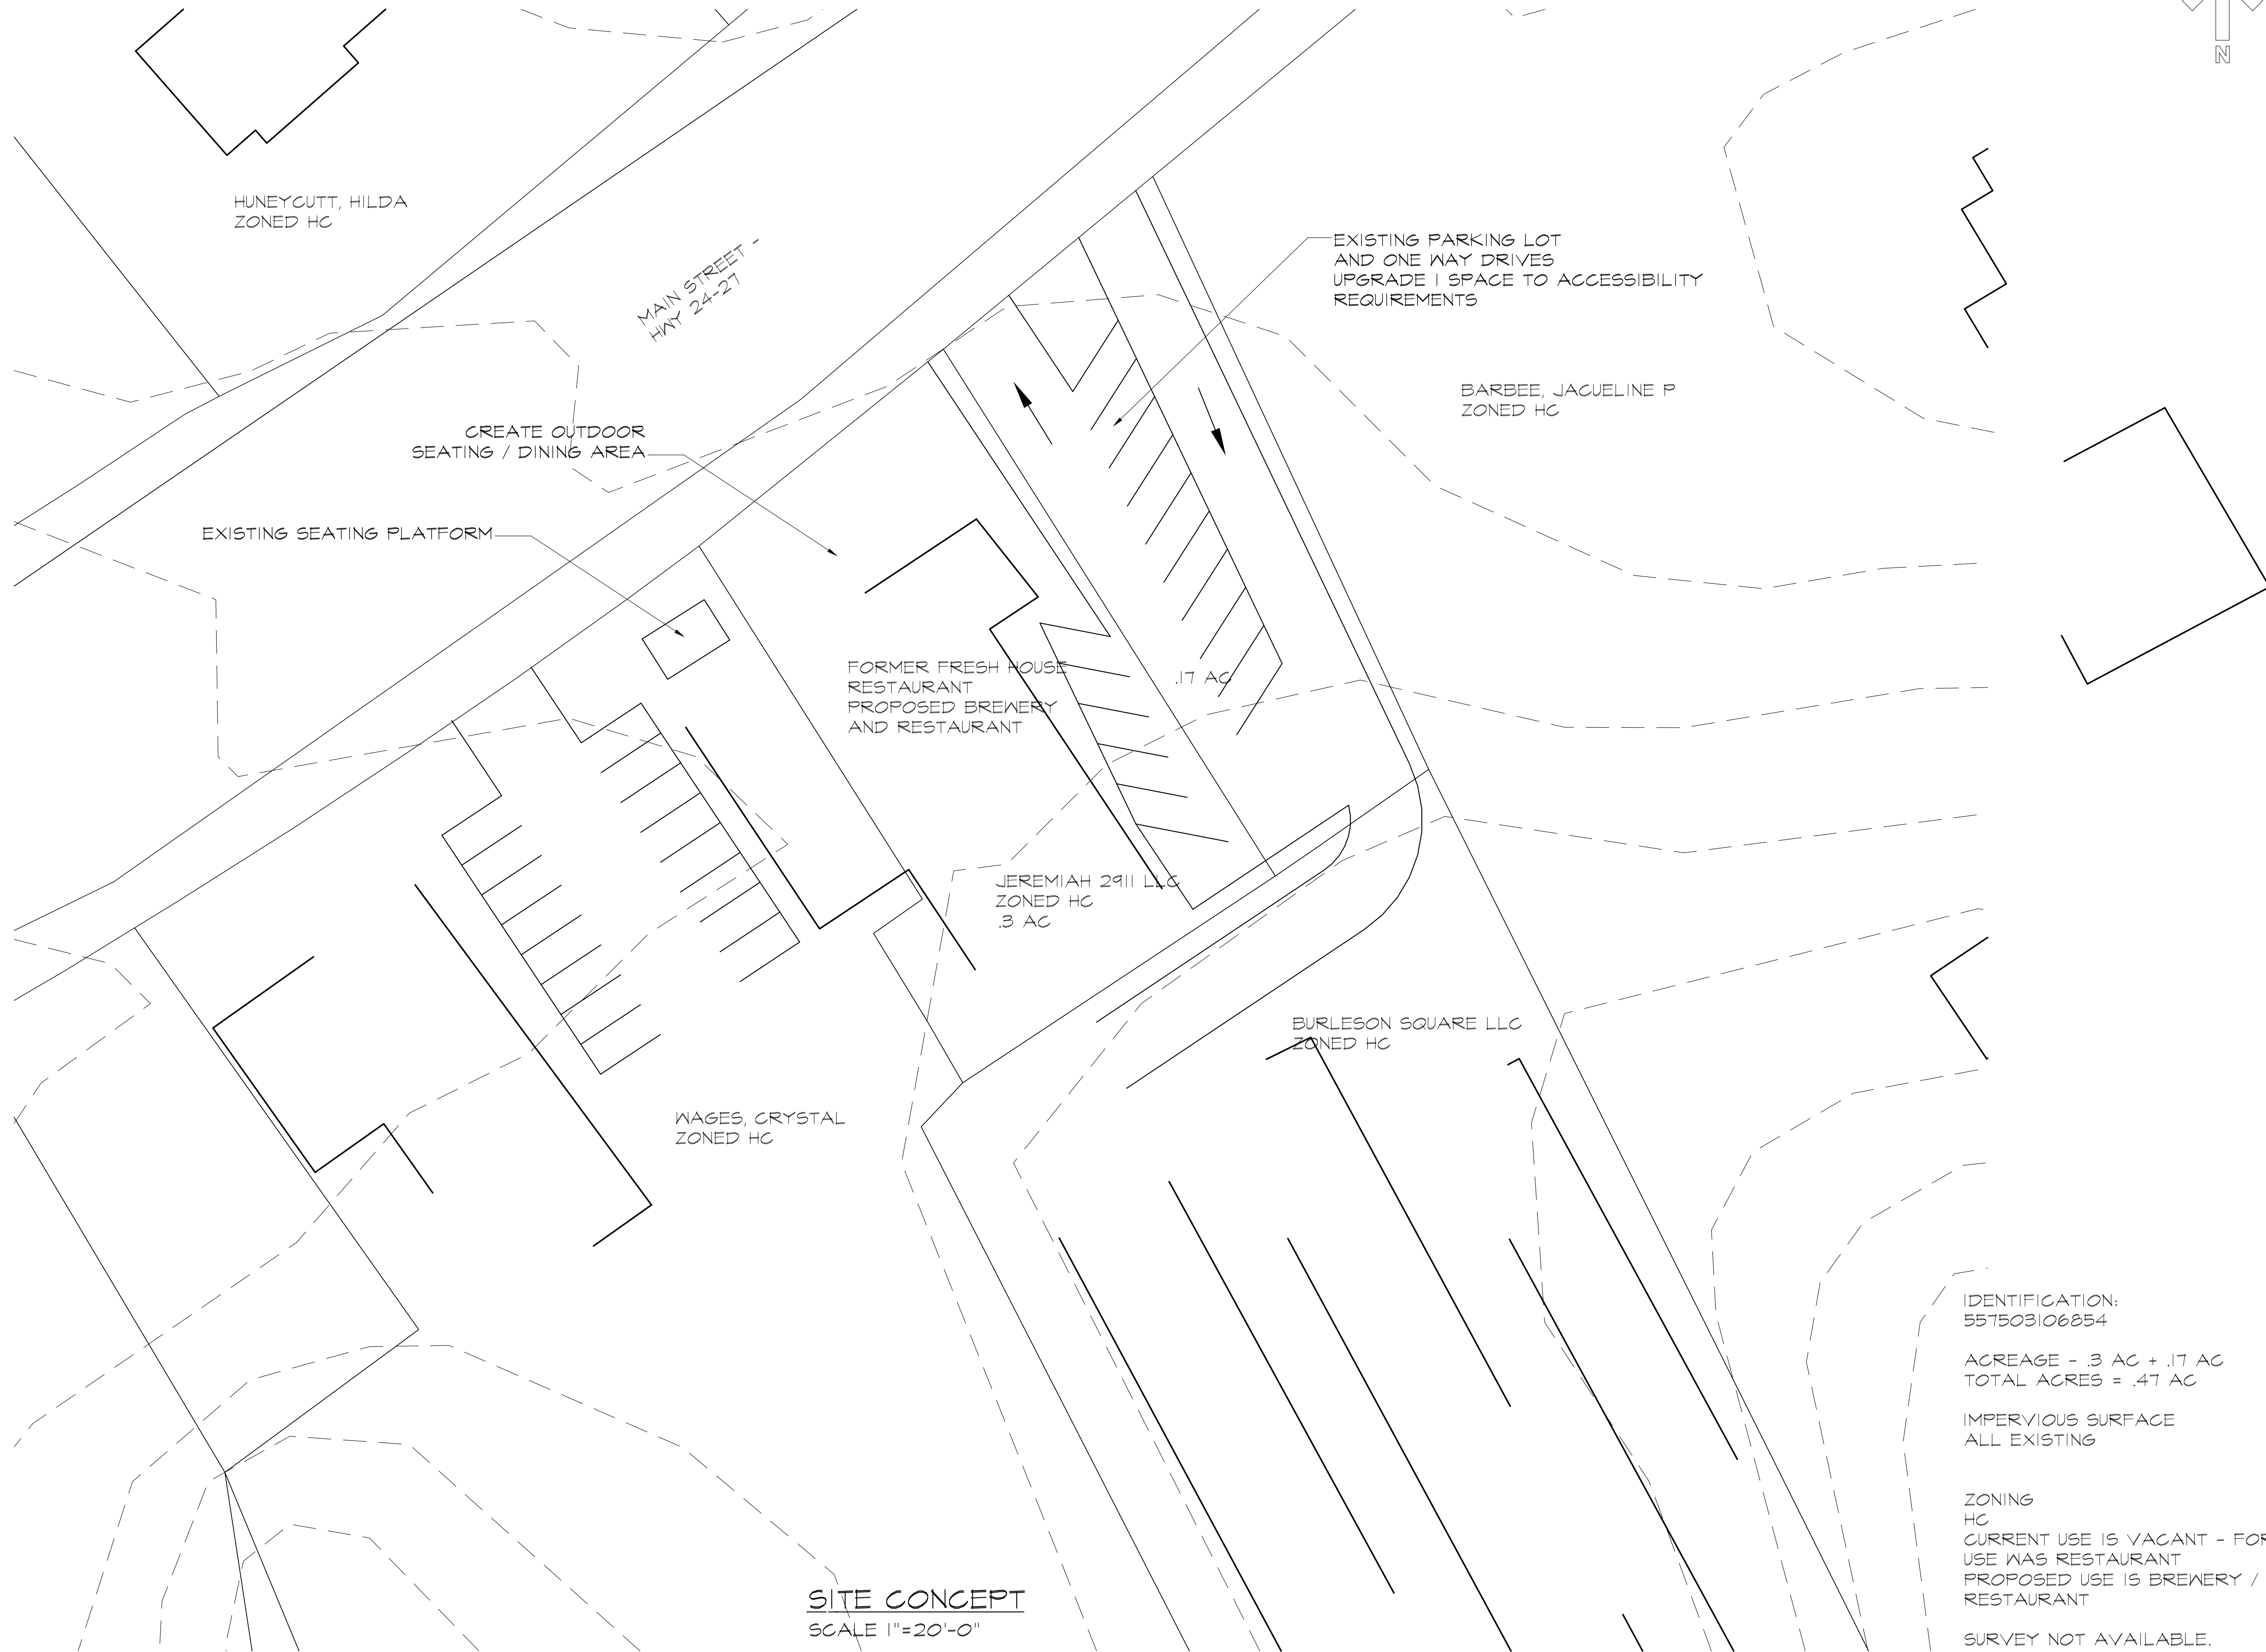 N
HUNEYCUTT, HILDA
ZONED HC
MAIN STREET -
HWY 24-27
EXISTING PARKING LOT
AND ONE WAY DRIVES
UPGRADE 1 SPACE TO ACCESSIBILITY
REQUIREMENTS
BARBEE, JACUELINE P
ZONED HC
CREATE OUTDOOR
SEATING / DINING AREA
EXISTING SEATING PLATFORM
FORMER FRESH HOUSE
RESTAURANT
PROPOSED BREWERY
AND RESTAURANT
.17 AC
JEREMIAH 2911 LLC
ZONED HC
.3 AC
BURLESON SQUARE LLC
ZONED HC
WAGES, CRYSTAL
ZONED HC
IDENTIFICATION:
557503106854
ACREAGE - .3 AC + .17 AC
TOTAL ACRES = .47 AC
IMPERVIOUS SURFACE
ALL EXISTING
ZONING
HC
CURRENT USE IS VACANT - FOR
USE WAS RESTAURANT
PROPOSED USE IS BREWERY /
RESTAURANT
SURVEY NOT AVAILABLE.
SITE CONCEPT
SCALE 1"=20'-0"